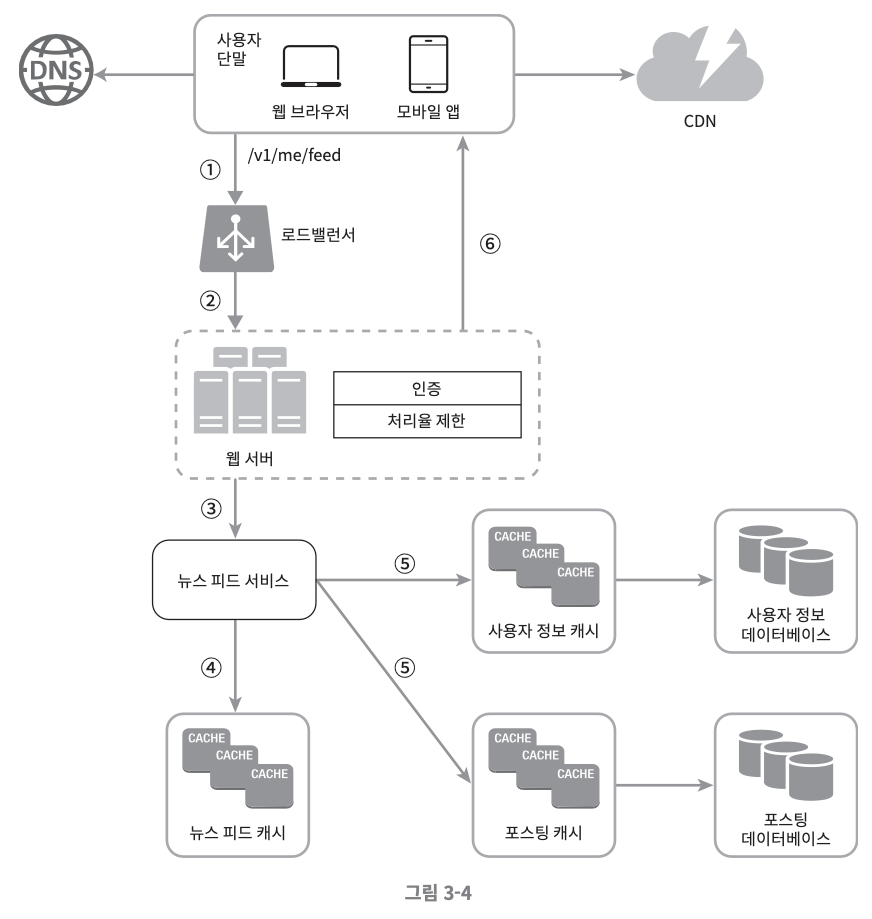 사용자
단말
DNS
웹 브라우저
모바일 앱
CDN
①
/v1/me/feed
로드밸런서
⑥
②
인증
처리율 제한
웹 서버
③
CACHE
CACHE
CACHE
⑤
뉴스 피드 서비스
사용자 정보 캐시
사용자 정보
데이터베이스
④
⑤
CACHE
CACHE
CACHE
뉴스 피드 캐시
CACHE
CACHE
CACHE
포스팅 캐시
포스팅
데이터베이스
그림 3-4